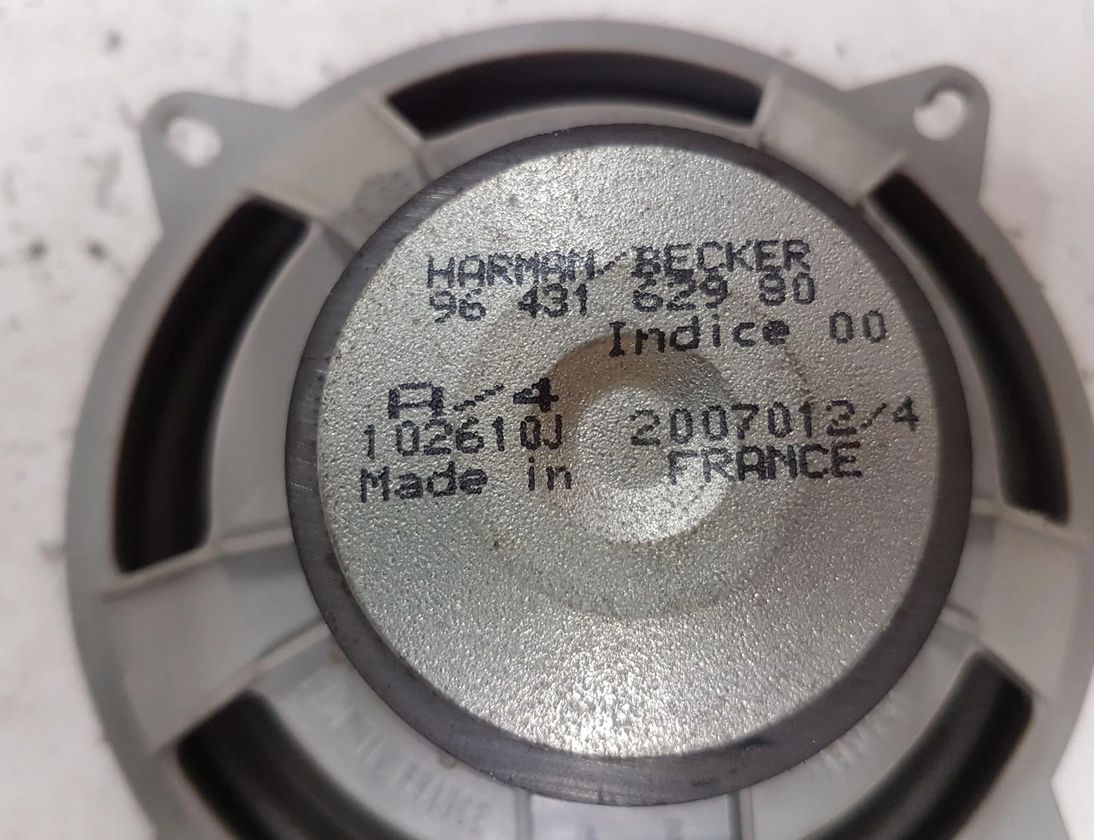 HARMAN/BECKER
96 431 629 80
Indice 00
A/4
102610J 2007012/4
Made in FRANCE